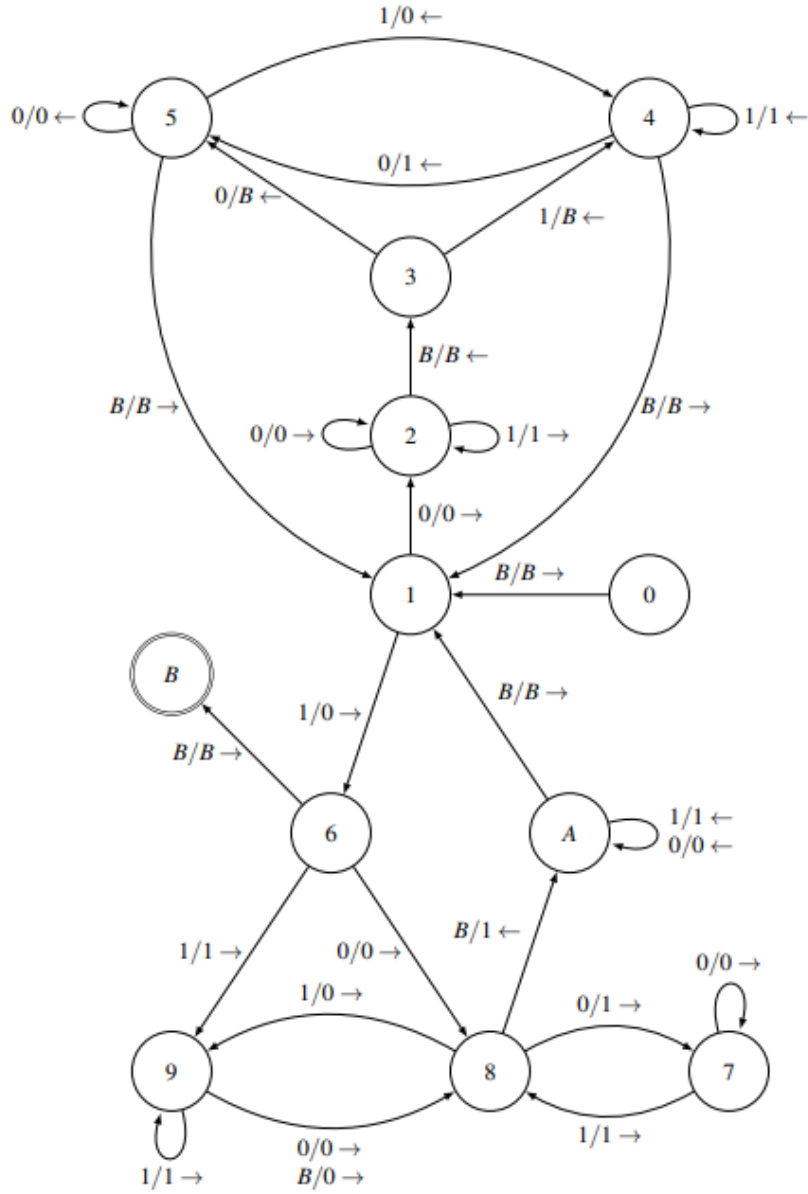 1/0 ←
0/0 ←
5
4
1/1 ←
0/1 ←
0/B ←
1/B ←
3
B/B ←
B/B →
B/B →
0/0 →
2
1/1 →
0/0 →
B/B →
1
0
B
B/B →
1/0 →
B/B →
6
A
1/1 ←
0/0 ←
B/1 ←
1/1 →
0/0 →
0/0 →
1/0 →
0/1 →
9
8
7
0/0 →
B/0 →
1/1 →
1/1 →